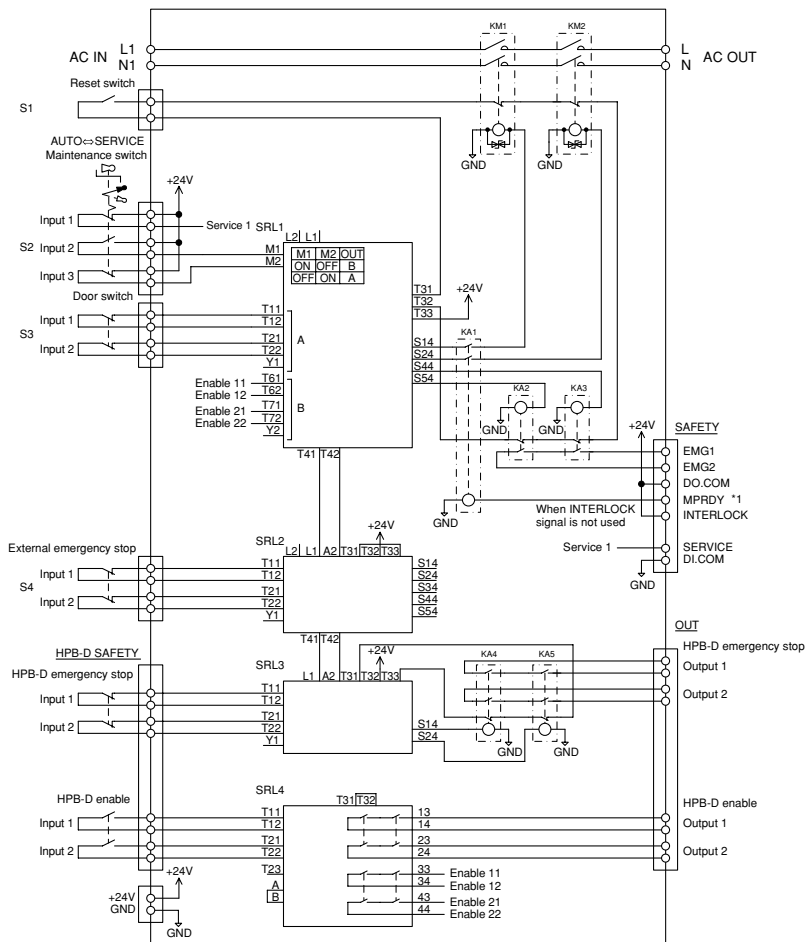 KM1 KM2
AC IN L1 L AC OUT
N1 N
Reset switch
S1
GND GND
AUTO⇔SERVICE
Maintenance switch
+24V
Input 1
Service 1
S2 Input 2
Input 3
SRL1
L2 L1
M1
M2
M1 M2 OUT
ON OFF B
OFF ON A
T31
T32
T33
+24V
Door switch
Input 1
S3
Input 2
T11
T12
T21
T22
Y1
A
S14
S24
S44
S54
KA1
Enable 11 T61
Enable 12 T62
Enable 21 T71
Enable 22 T72
Y2
B
KA2 KA3
GND GND
T41 T42
+24V
SAFETY
EMG1
EMG2
DO.COM
MPRDY *1
INTERLOCK
When INTERLOCK
signal is not used
GND
Service 1
SERVICE
DI.COM
GND
External emergency stop
Input 1
S4
Input 2
SRL2
+24V
L2 L1 A2 T31 T32 T33
T11
T12
T21
T22
Y1
S14
S24
S34
S44
S54
T41 T42
OUT
HPB-D SAFETY
HPB-D emergency stop
Input 1
Input 2
SRL3
+24V
L1 A2 T31 T32 T33
T11
T12
T21
T22
Y1
S14
S24
KA4 KA5
GND GND
HPB-D emergency stop
Output 1
Output 2
HPB-D enable
Input 1
Input 2
SRL4
T31 T32
T11
T12
T21
T22
T23
A
B
13
14
23
24
33 Enable 11
34 Enable 12
43 Enable 21
44 Enable 22
HPB-D enable
Output 1
Output 2
+24V
+24V
GND
GND